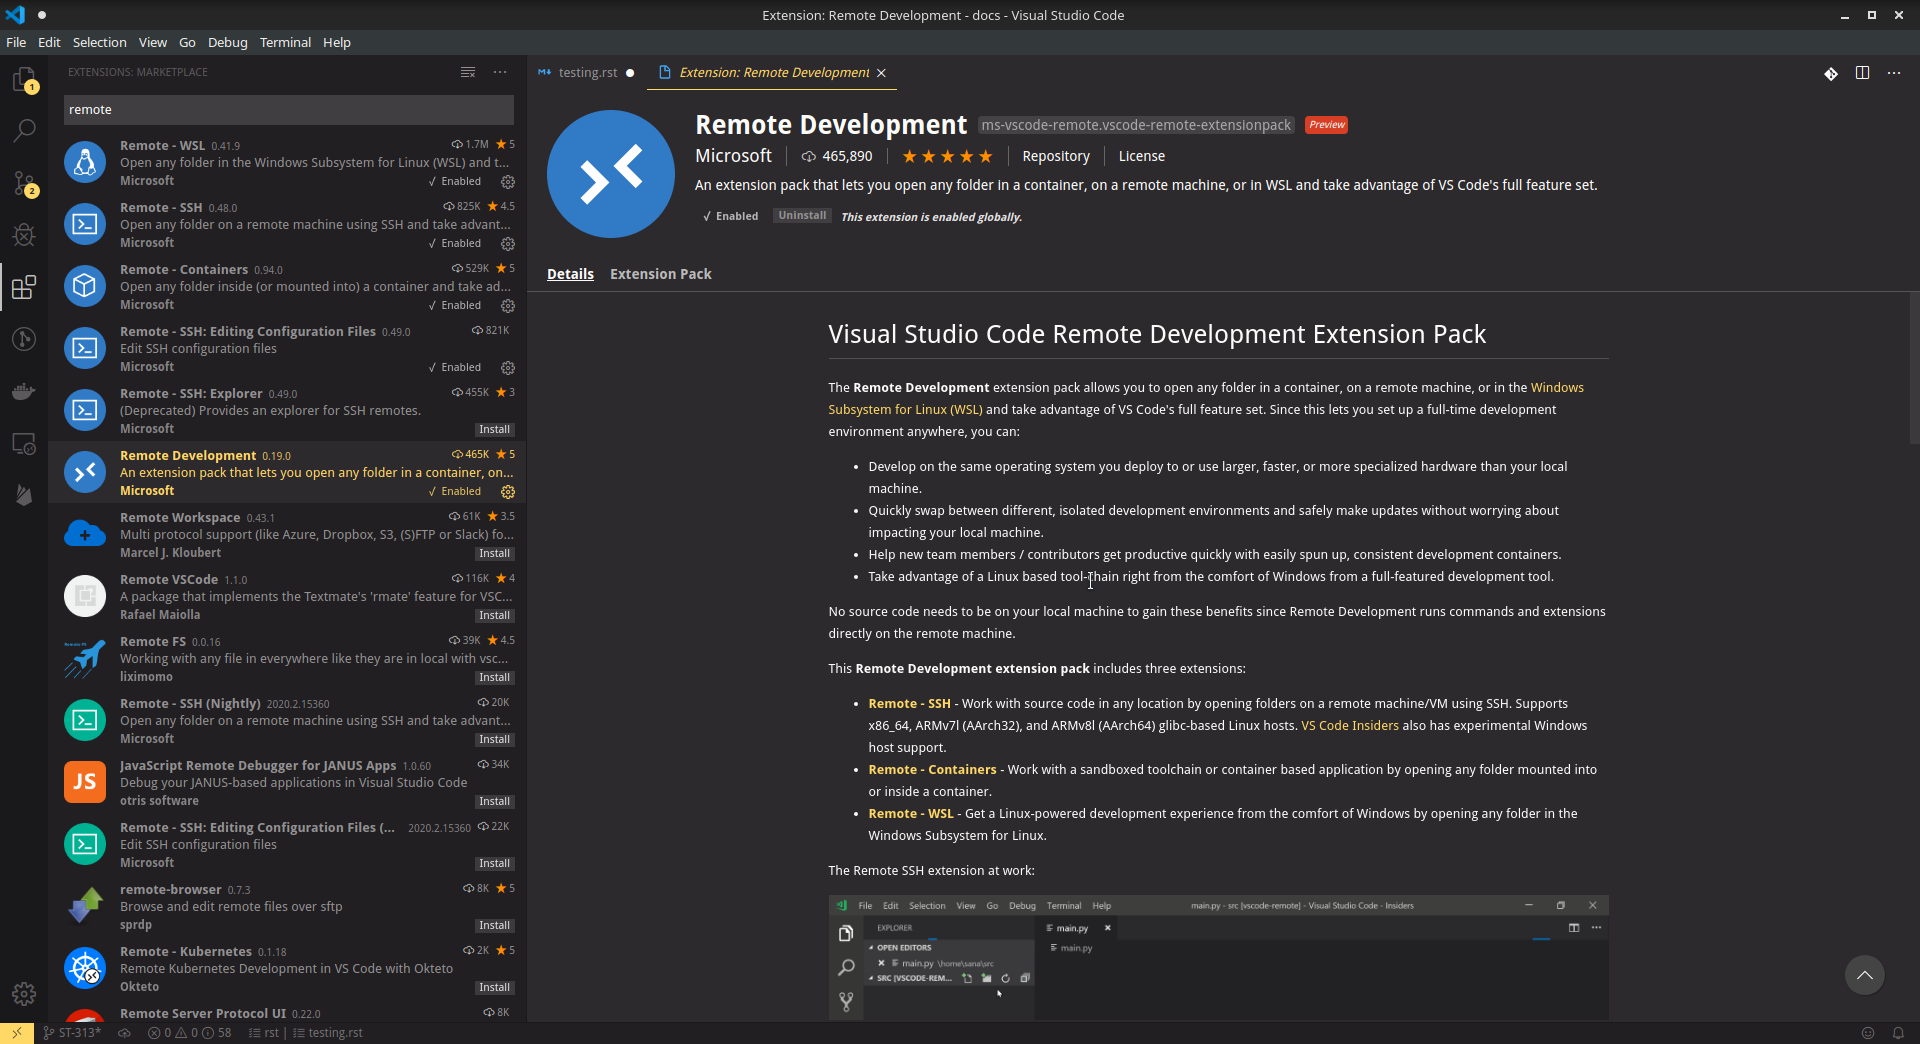 Extension: Remote Development - docs - Visual Studio Code
File Edit Selection View Go Debug Terminal Help
EXTENSIONS: MARKETPLACE
remote
Remote - WSL 0.41.9 1.7M ★ 5
Open any folder in the Windows Subsystem for Linux (WSL) and t...
Microsoft ✓ Enabled
Remote - SSH 0.48.0 825K ★ 4.5
Open any folder on a remote machine using SSH and take advant...
Microsoft ✓ Enabled
Remote - Containers 0.94.0 529K ★ 5
Open any folder inside (or mounted into) a container and take ad...
Microsoft ✓ Enabled
Remote - SSH: Editing Configuration Files 0.49.0 821K
Edit SSH configuration files
Microsoft ✓ Enabled
Remote - SSH: Explorer 0.49.0 455K ★ 3
(Deprecated) Provides an explorer for SSH remotes.
Microsoft Install
Remote Development 0.19.0 465K ★ 5
An extension pack that lets you open any folder in a container, on...
Microsoft ✓ Enabled
Remote Workspace 0.43.1 61K ★ 3.5
Multi protocol support (like Azure, Dropbox, S3, (S)FTP or Slack) fo...
Marcel J. Kloubert Install
Remote VSCode 1.1.0 116K ★ 4
A package that implements the Textmate's 'rmate' feature for VSC...
Rafael Maiolla Install
Remote FS 0.0.16 39K ★ 4.5
Working with any file in everywhere like they are in local with vsc...
liximomo Install
Remote - SSH (Nightly) 2020.2.15360 20K
Open any folder on a remote machine using SSH and take advant...
Microsoft Install
JS
JavaScript Remote Debugger for JANUS Apps 1.0.60 34K
Debug your JANUS-based applications in Visual Studio Code
otris software Install
Remote - SSH: Editing Configuration Files (... 2020.2.15360 22K
Edit SSH configuration files
Microsoft Install
remote-browser 0.7.3 8K ★ 5
Browse and edit remote files over sftp
sprdp Install
Remote - Kubernetes 0.1.18 2K ★ 5
Remote Kubernetes Development in VS Code with Okteto
Okteto Install
Remote Server Protocol UI 0.22.0 8K
1
2
testing.rst
Extension: Remote Development
Remote Development ms-vscode-remote.vscode-remote-extensionpack Preview
Microsoft 465,890 ★★★★★ Repository License
An extension pack that lets you open any folder in a container, on a remote machine, or in WSL and take advantage of VS Code's full feature set.
✓ Enabled Uninstall This extension is enabled globally.
Details Extension Pack
Visual Studio Code Remote Development Extension Pack
The Remote Development extension pack allows you to open any folder in a container, on a remote machine, or in the Windows
Subsystem for Linux (WSL) and take advantage of VS Code's full feature set. Since this lets you set up a full-time development
environment anywhere, you can:
• Develop on the same operating system you deploy to or use larger, faster, or more specialized hardware than your local
machine.
• Quickly swap between different, isolated development environments and safely make updates without worrying about
impacting your local machine.
• Help new team members / contributors get productive quickly with easily spun up, consistent development containers.
• Take advantage of a Linux based tool-chain right from the comfort of Windows from a full-featured development tool.
No source code needs to be on your local machine to gain these benefits since Remote Development runs commands and extensions
directly on the remote machine.
This Remote Development extension pack includes three extensions:
• Remote - SSH - Work with source code in any location by opening folders on a remote machine/VM using SSH. Supports
x86_64, ARMv7l (AArch32), and ARMv8l (AArch64) glibc-based Linux hosts. VS Code Insiders also has experimental Windows
host support.
• Remote - Containers - Work with a sandboxed toolchain or container based application by opening any folder mounted into
or inside a container.
• Remote - WSL - Get a Linux-powered development experience from the comfort of Windows by opening any folder in the
Windows Subsystem for Linux.
The Remote SSH extension at work:
File Edit Selection View Go Debug Terminal Help main.py - src [vscode-remote] - Visual Studio Code - Insiders
EXPLORER
main.py
OPEN EDITORS
main.py
main.py \home\sana\src
SRC [VSCODE-REM...
ST-313* 0 0 58 rst | testing.rst